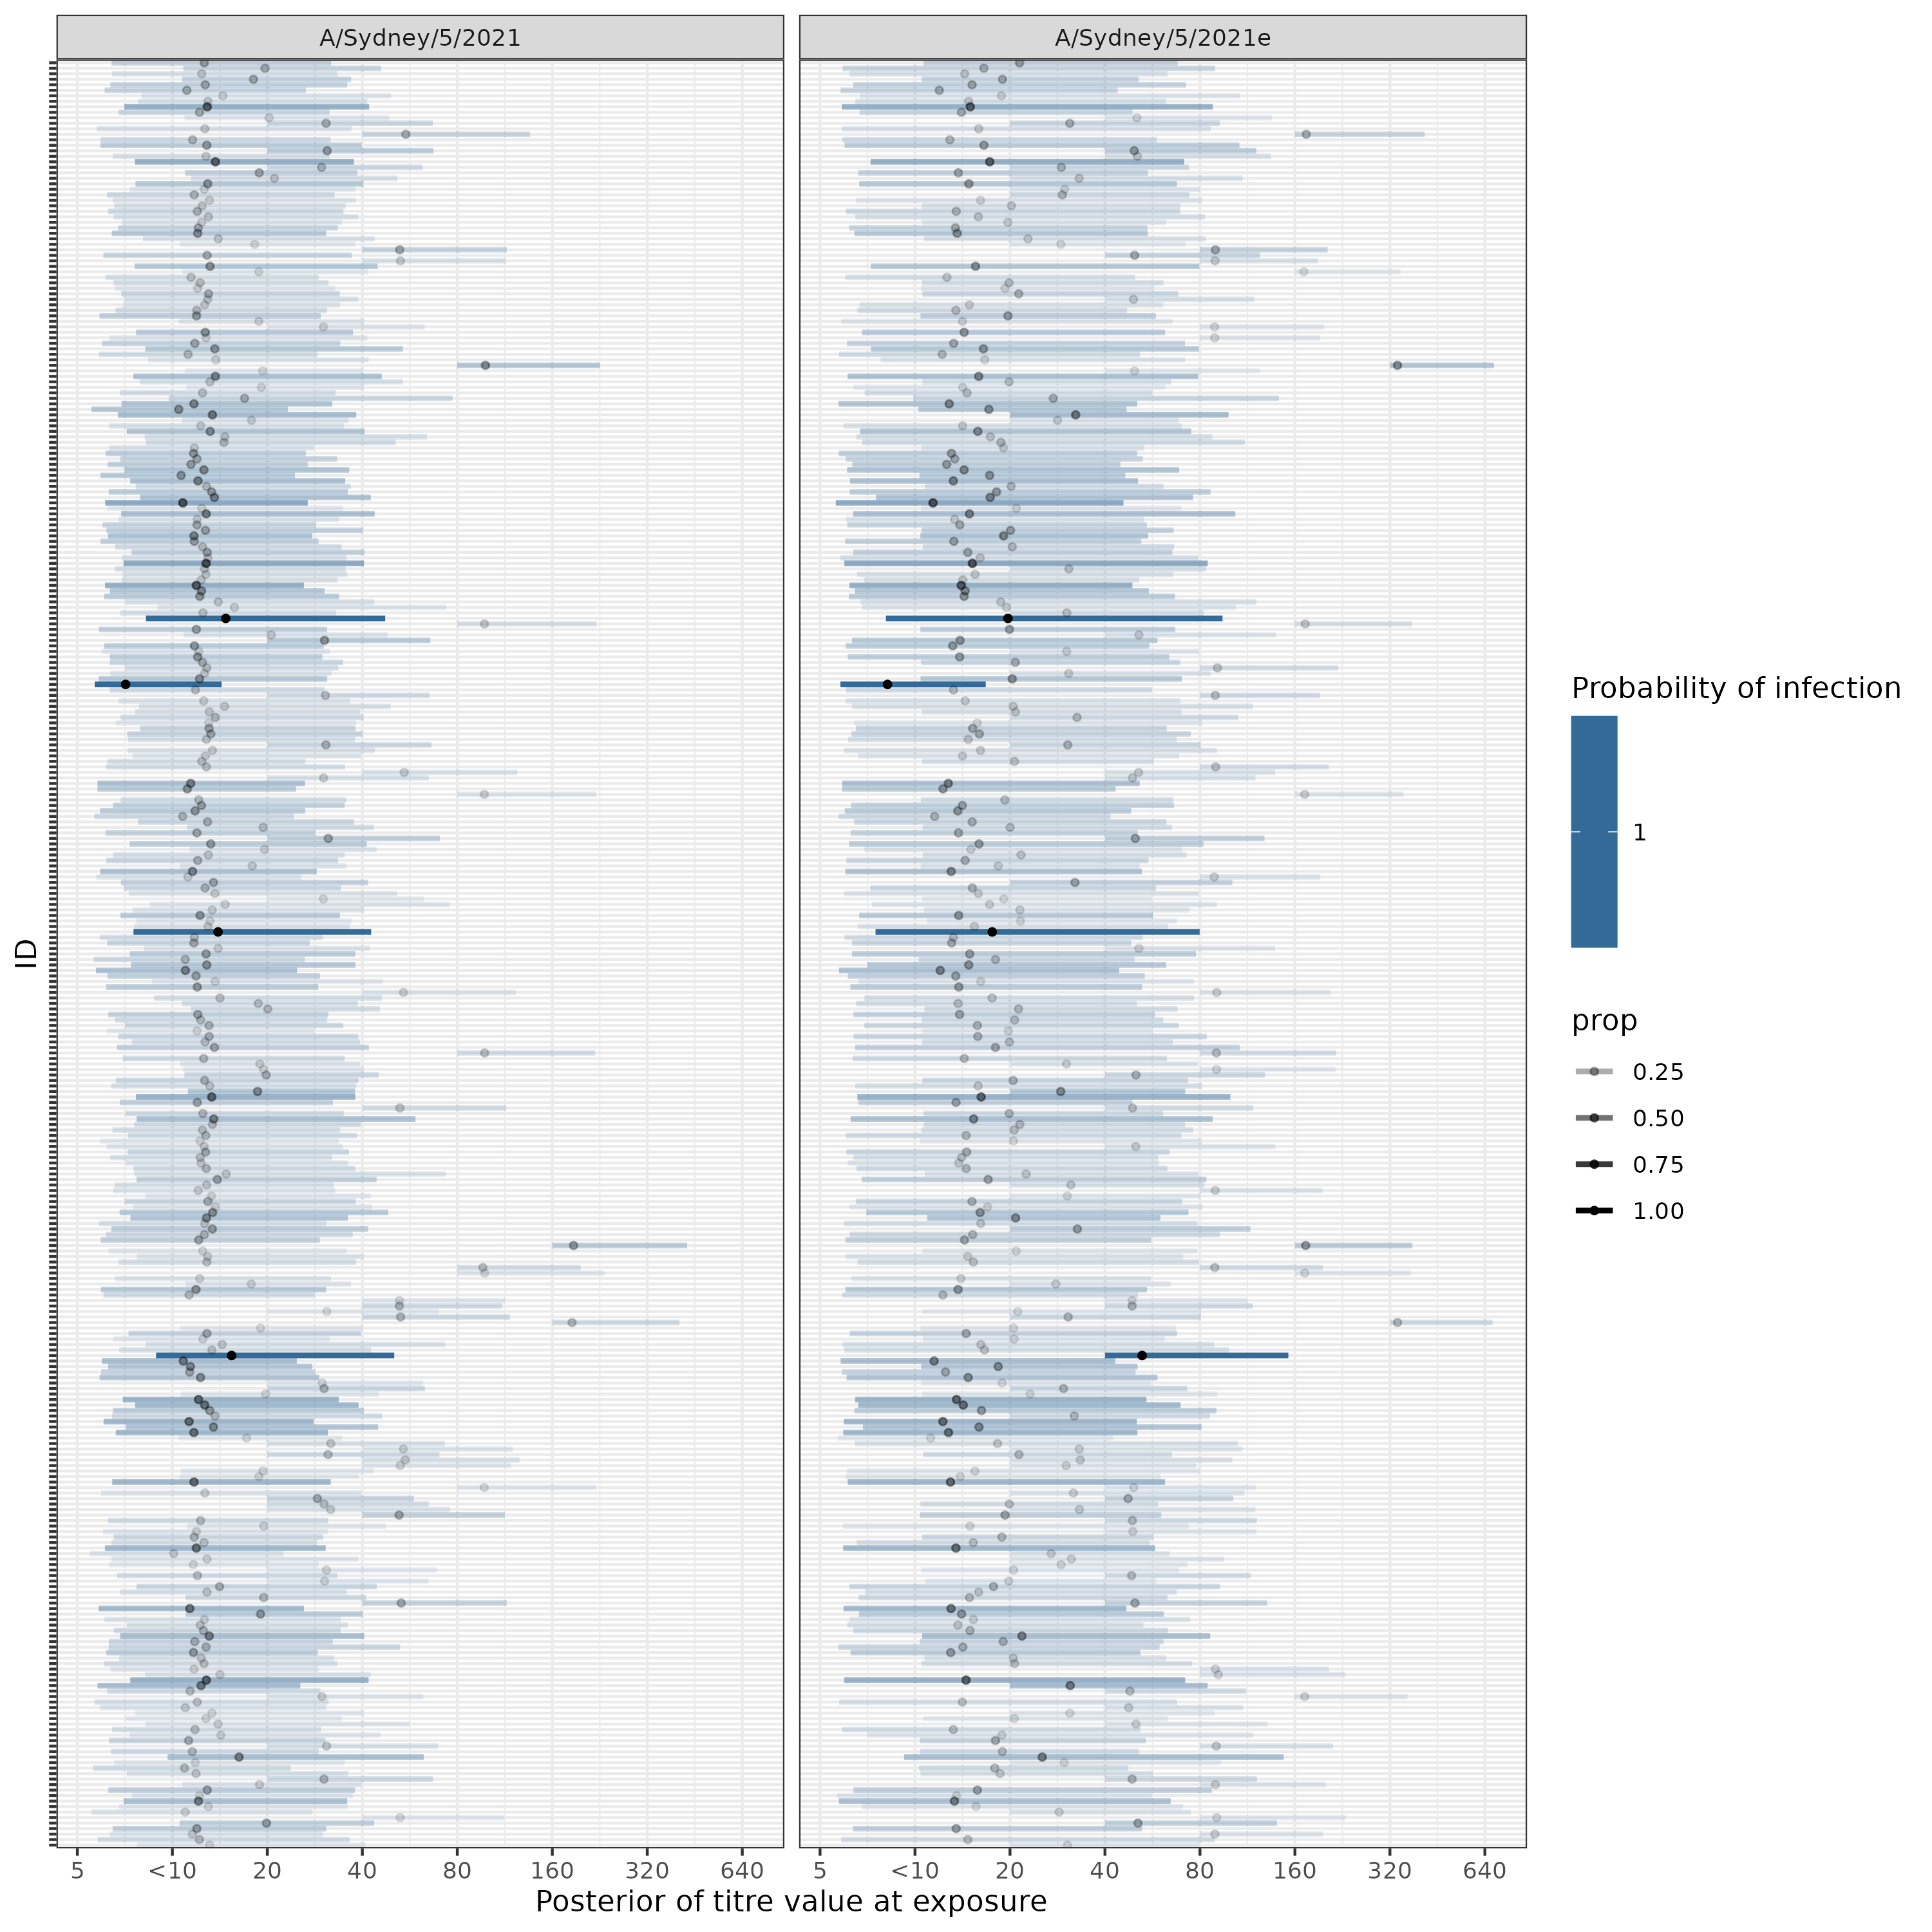 A/Sydney/5/2021
A/Sydney/5/2021e
ID
5 <10 20 40 80 160 320 640
5 <10 20 40 80 160 320 640
Posterior of titre value at exposure
Probability of infection
1
prop
0.25
0.50
0.75
1.00